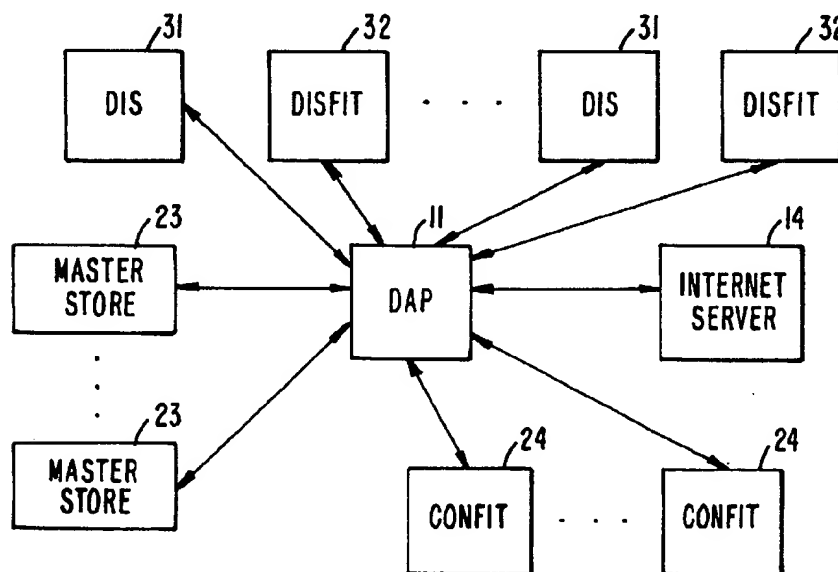 31 32 31 32
DIS DISFIT . . . DIS DISFIT
23 11 14
MASTER STORE DAP INTERNET SERVER
23 24 24
MASTER STORE CONFIT . . . CONFIT